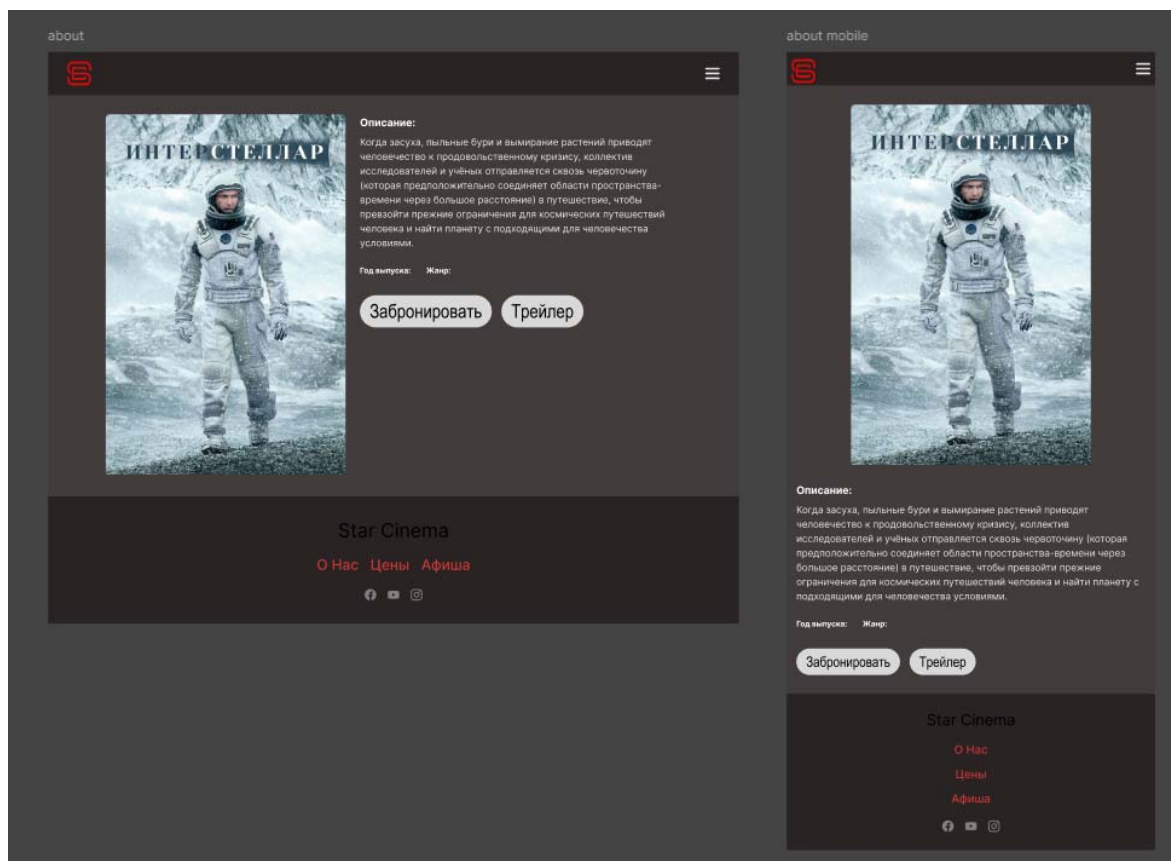 about
Описание:
Когда засуха, пыльные бури и вымирание растений приводят
человечество к продовольственному кризису, коллектив
исследователей и учёных отправляется сквозь червоточину
(которая предположительно соединяет области пространства-
времени через большое расстояние) в путешествие, чтобы
превзойти прежние ограничения для космических путешествий
человека и найти планету с подходящими для человечества
условиями.
ИНТЕРСТЕЛЛАР
Год выпуска: Жанр:
Забронировать Трейлер
Star Cinema
О Нас Цены Афиша
about mobile
ИНТЕРСТЕЛЛАР
Описание:
Когда засуха, пыльные бури и вымирание растений приводят
человечество к продовольственному кризису, коллектив
исследователей и учёных отправляется сквозь червоточину (которая
предположительно соединяет области пространства-времени через
большое расстояние) в путешествие, чтобы превзойти прежние
ограничения для космических путешествий человека и найти планету с
подходящими для человечества условиями.
Год выпуска: Жанр:
Забронировать Трейлер
Star Cinema
О Нас
Цены
Афиша